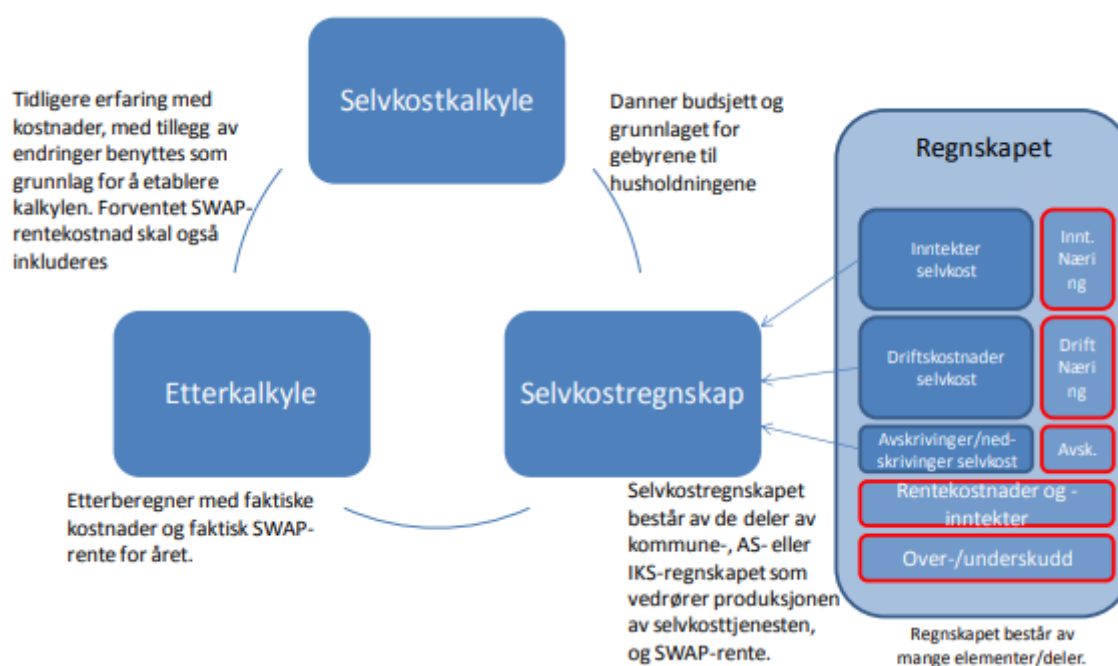 Selvkostkalkyle
Tidligere erfaring med
kostnader, med tillegg av
endringer benyttes som
grunnlag for å etablere
kalkylen. Forventet SWAP-
rentekostnad skal også
inkluderes
Danner budsjett og
grunnlaget for
gebyrene til
husholdningene
Etterkalkyle
Etterberegner med faktiske
kostnader og faktisk SWAP-
rente for året.
Selvkostregnskap
Selvkostregnskapet
består av de deler av
kommune-, AS- eller
IKS-regnskapet som
vedrører produksjonen
av selvkosttjenesten,
og SWAP-rente.
Regnskapet
Inntekter
selvkost
Innt.
Næri
ng
Driftskostnader
selvkost
Drift
Næri
ng
Avskrivinger/ned-
skrivinger selvkost
Avsk.
Rentekostnader og -
inntekter
Over-/underskudd
Regnskapet består av
mange elementer/deler.